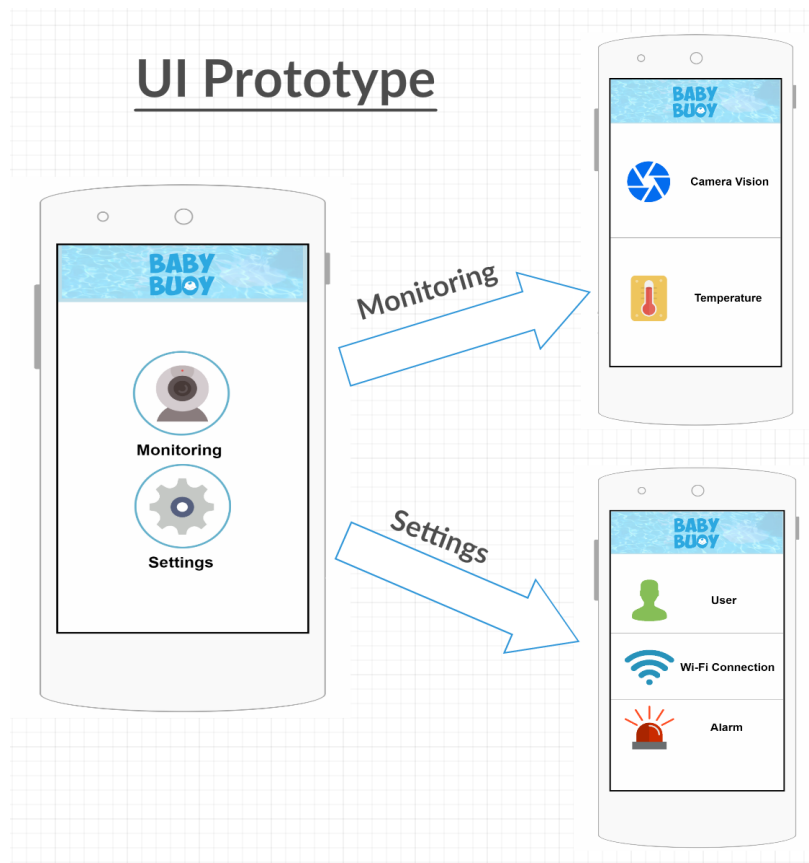 UI Prototype
BABY
BUOY
Monitoring
Settings
Monitoring
Settings
BABY
BUOY
Camera Vision
Temperature
BABY
BUOY
User
Wi-Fi Connection
Alarm